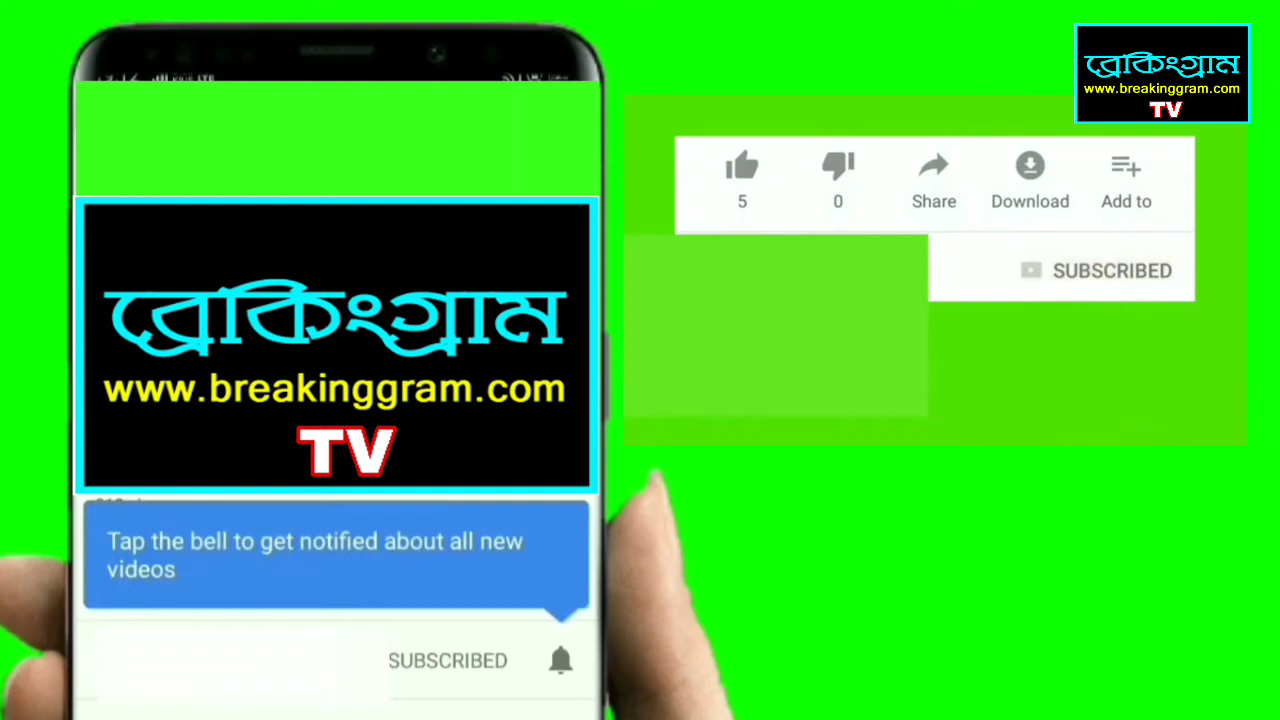 ব্রেকিংগ্রাম
www.breakinggram.com
TV
Tap the bell to get notified about all new
videos
SUBSCRIBED
ব্রেকিংগ্রাম
www.breakinggram.com
TV
5
0
Share
Download
Add to
SUBSCRIBED